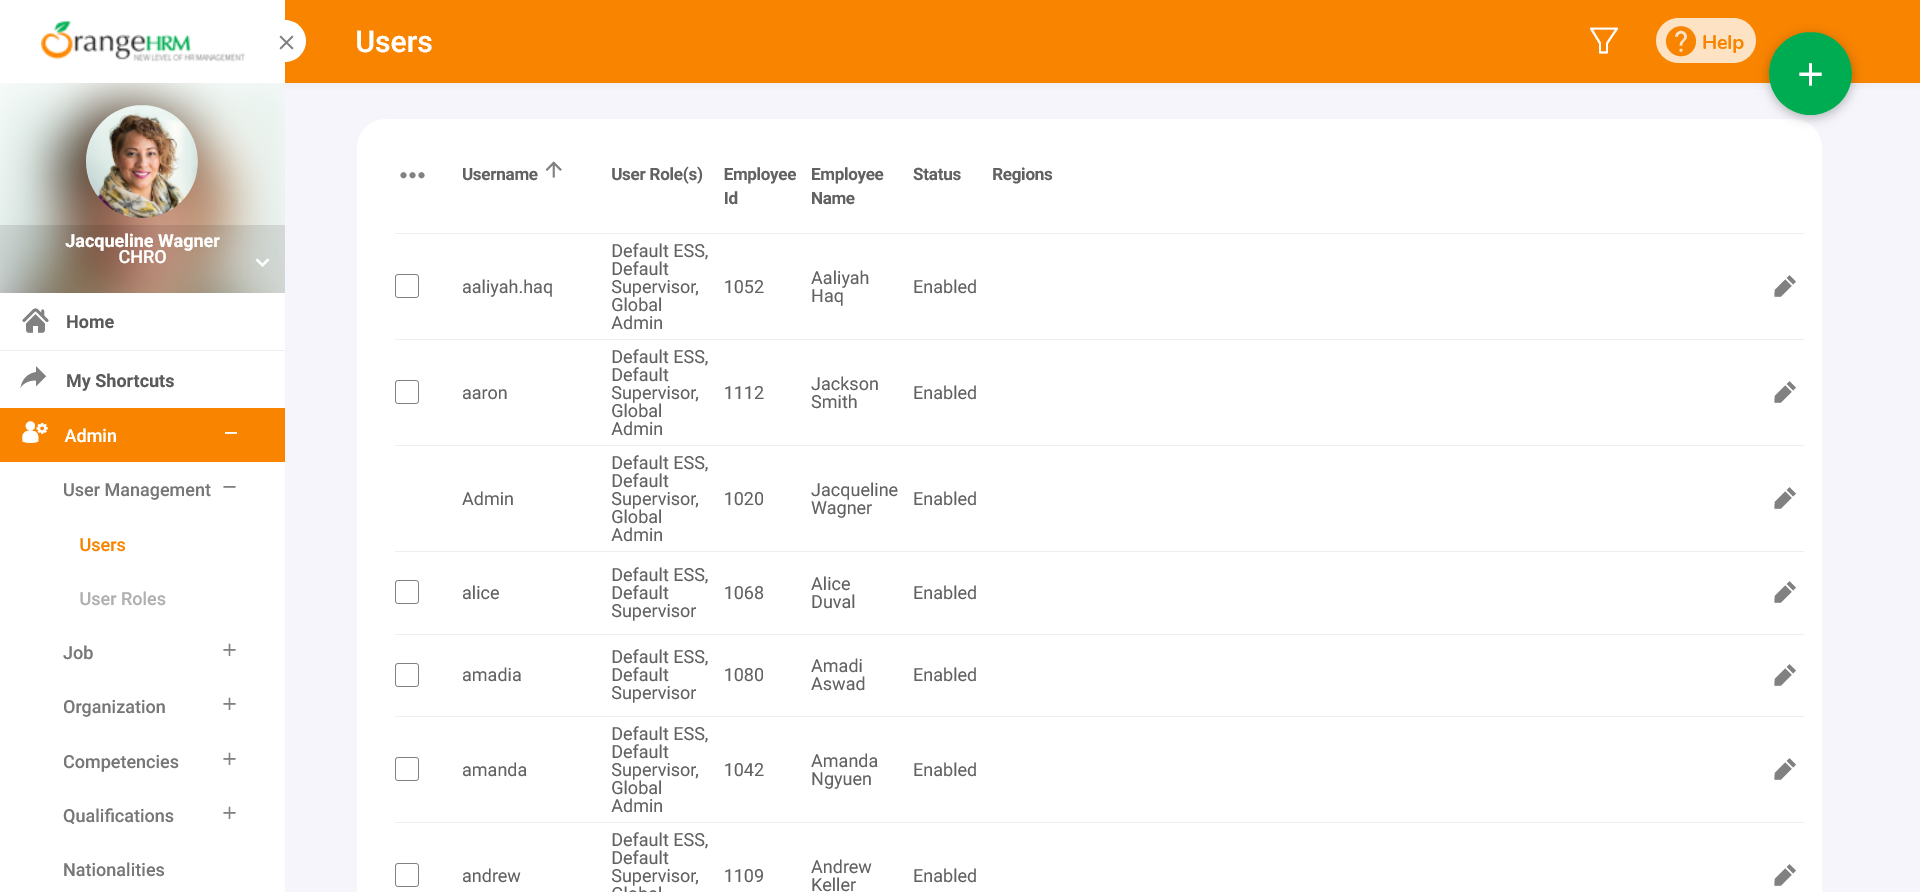 OrangeHRM
NEW LEVEL OF HR MANAGEMENT
Users
Help
Jacqueline Wagner
CHRO
Home
My Shortcuts
Admin
User Management
Users
User Roles
Job
Organization
Competencies
Qualifications
Nationalities
Username
User Role(s)
Employee
Id
Employee
Name
Status
Regions
aaliyah.haq
Default ESS,
Default
Supervisor,
Global
Admin
1052
Aaliyah
Haq
Enabled
aaron
Default ESS,
Default
Supervisor,
Global
Admin
1112
Jackson
Smith
Enabled
Admin
Default ESS,
Default
Supervisor,
Global
Admin
1020
Jacqueline
Wagner
Enabled
alice
Default ESS,
Default
Supervisor
1068
Alice
Duval
Enabled
amadia
Default ESS,
Default
Supervisor
1080
Amadi
Aswad
Enabled
amanda
Default ESS,
Default
Supervisor,
Global
Admin
1042
Amanda
Ngyuen
Enabled
andrew
Default ESS,
Default
Supervisor,
Global
1109
Andrew
Keller
Enabled